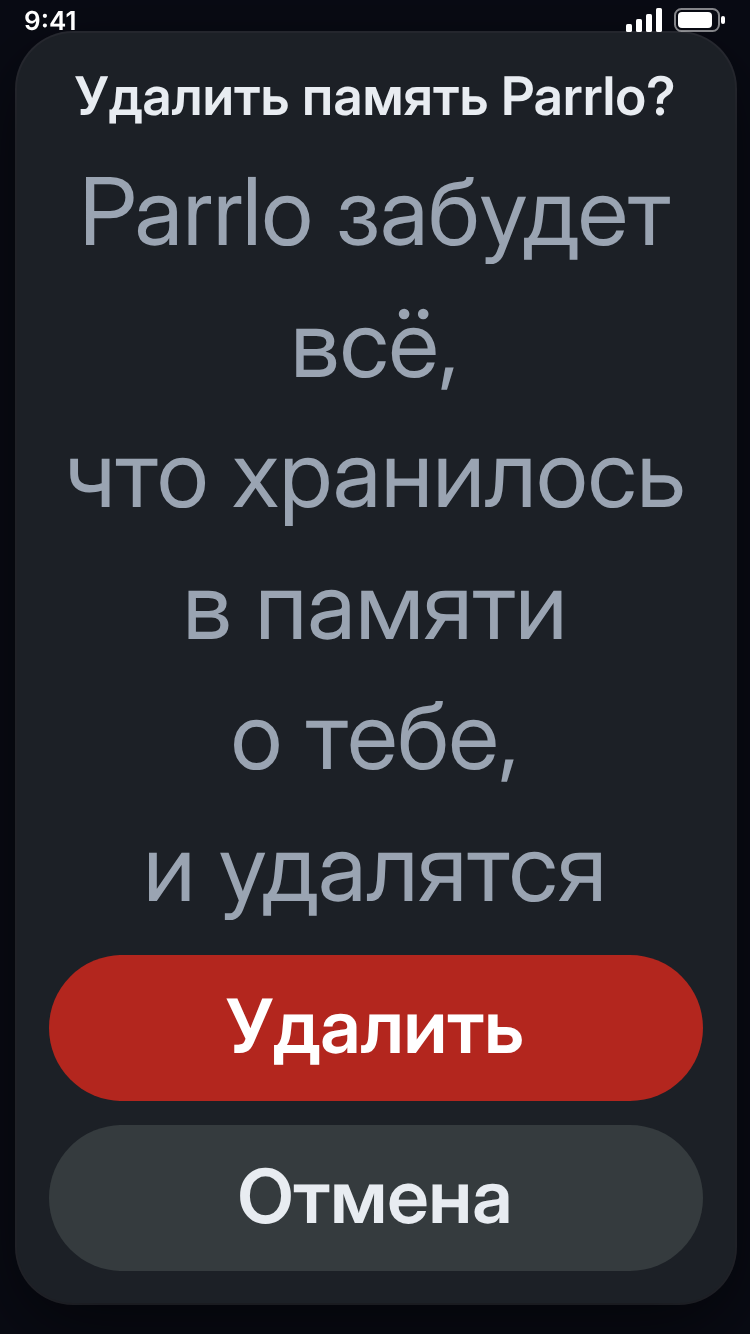 9:41
Удалить память Parrlo?
Parrlo забудет
всё,
что хранилось
в памяти
о тебе,
и удалятся
Удалить
Отмена